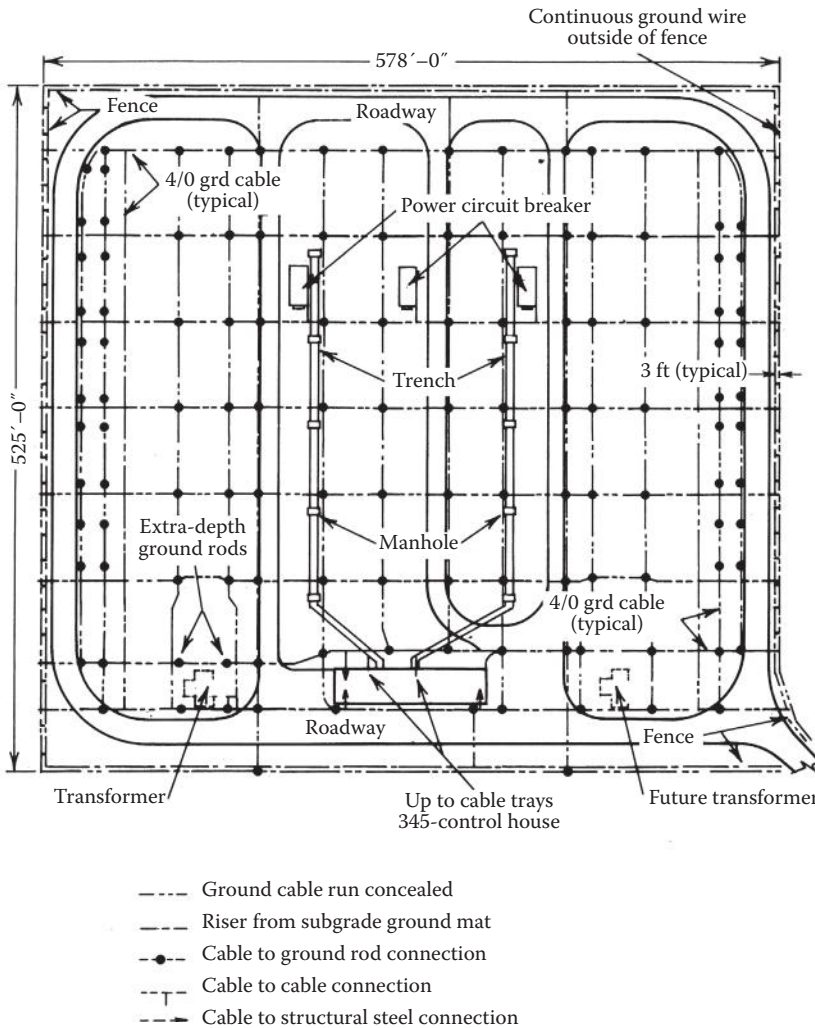 Continuous ground wire
outside of fence
578´–0˝
Fence
Roadway
4/0 grd cable
(typical)
Power circuit breaker
3 ft (typical)
Trench
525´–0˝
Extra-depth
ground rods
Manhole
4/0 grd cable
(typical)
Roadway
Fence
Transformer
Up to cable trays
345-control house
Future transformer
Ground cable run concealed
Riser from subgrade ground mat
Cable to ground rod connection
Cable to cable connection
Cable to structural steel connection